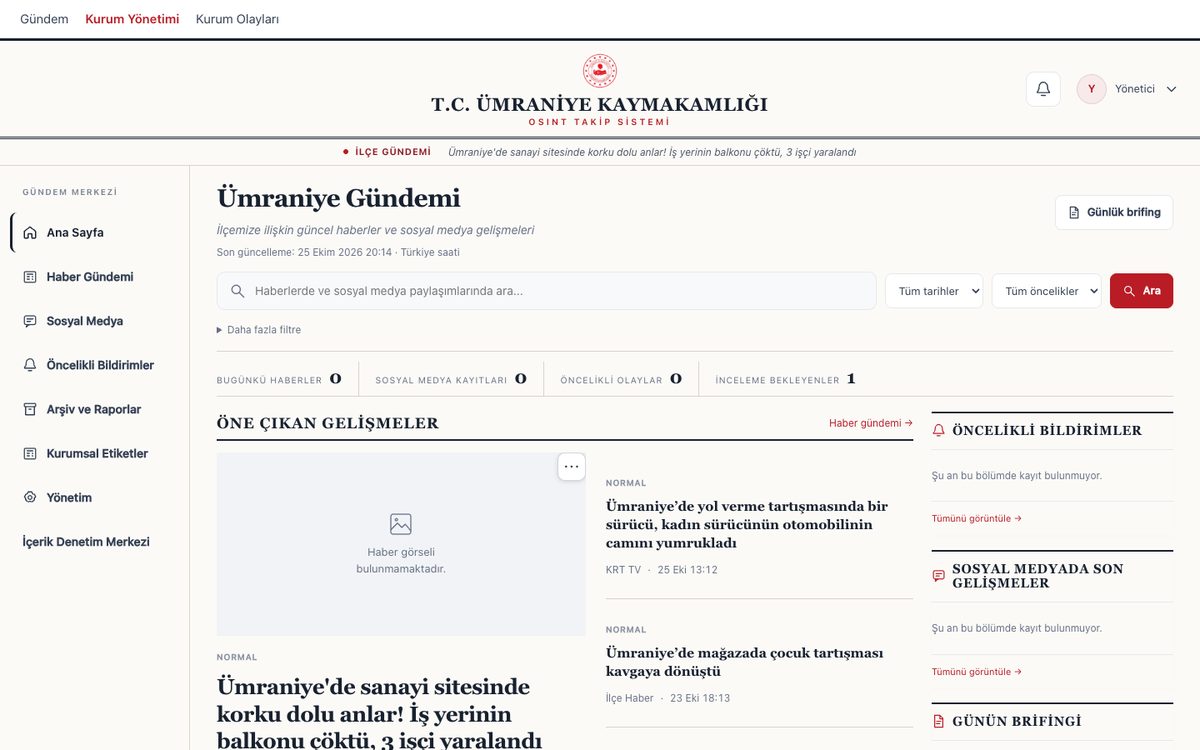 Gündem Kurum Yönetimi Kurum Olayları
T.C. ÜMRANİYE KAYMAKAMLIĞI
OSINT TAKİP SİSTEMİ
Y Yönetici
İLÇE GÜNDEMİ Ümraniye'de sanayi sitesinde korku dolu anlar! İş yerinin balkonu çöktü, 3 işçi yaralandı
GÜNDEM MERKEZİ
Ana Sayfa
Haber Gündemi
Sosyal Medya
Öncelikli Bildirimler
Arşiv ve Raporlar
Kurumsal Etiketler
Yönetim
İçerik Denetim Merkezi
Ümraniye Gündemi
İlçemize ilişkin güncel haberler ve sosyal medya gelişmeleri
Son güncelleme: 25 Ekim 2026 20:14 · Türkiye saati
Günlük brifing
Haberlerde ve sosyal medya paylaşımlarında ara...
Tüm tarihler
Tüm öncelikler
Ara
Daha fazla filtre
BUGÜNKÜ HABERLER 0
SOSYAL MEDYA KAYITLARI 0
ÖNCELİKLİ OLAYLAR 0
İNCELEME BEKLEYENLER 1
ÖNE ÇIKAN GELİŞMELER
Haber gündemi →
Haber görseli
bulunmamaktadır.
NORMAL
Ümraniye'de sanayi sitesinde
korku dolu anlar! İş yerinin
balkonu çöktü, 3 işçi yaralandı
NORMAL
Ümraniye’de yol verme tartışmasında bir
sürücü, kadın sürücünün otomobilinin
camını yumrukladı
KRT TV · 25 Eki 13:12
NORMAL
Ümraniye’de mağazada çocuk tartışması
kavgaya dönüştü
İlçe Haber · 23 Eki 18:13
ÖNCELİKLİ BİLDİRİMLER
Şu an bu bölümde kayıt bulunmuyor.
Tümünü görüntüle →
SOSYAL MEDYADA SON
GELİŞMELER
Şu an bu bölümde kayıt bulunmuyor.
Tümünü görüntüle →
GÜNÜN BRİFİNGİ